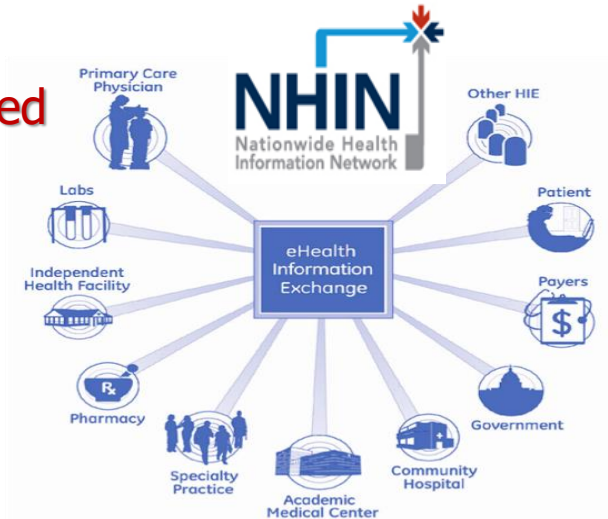 NHIN
Nationwide Health
Information Network
Primary Care
Physician
Other HIE
Labs
Patient
eHealth
Information
Exchange
Independent
Health Facility
Payers
$
Rx
Pharmacy
Government
Specialty
Practice
Community
Hospital
Academic
Medical Center